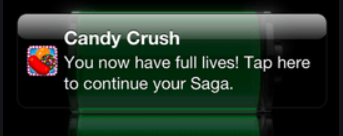 Candy Crush
You now have full lives! Tap here
to continue your Saga.